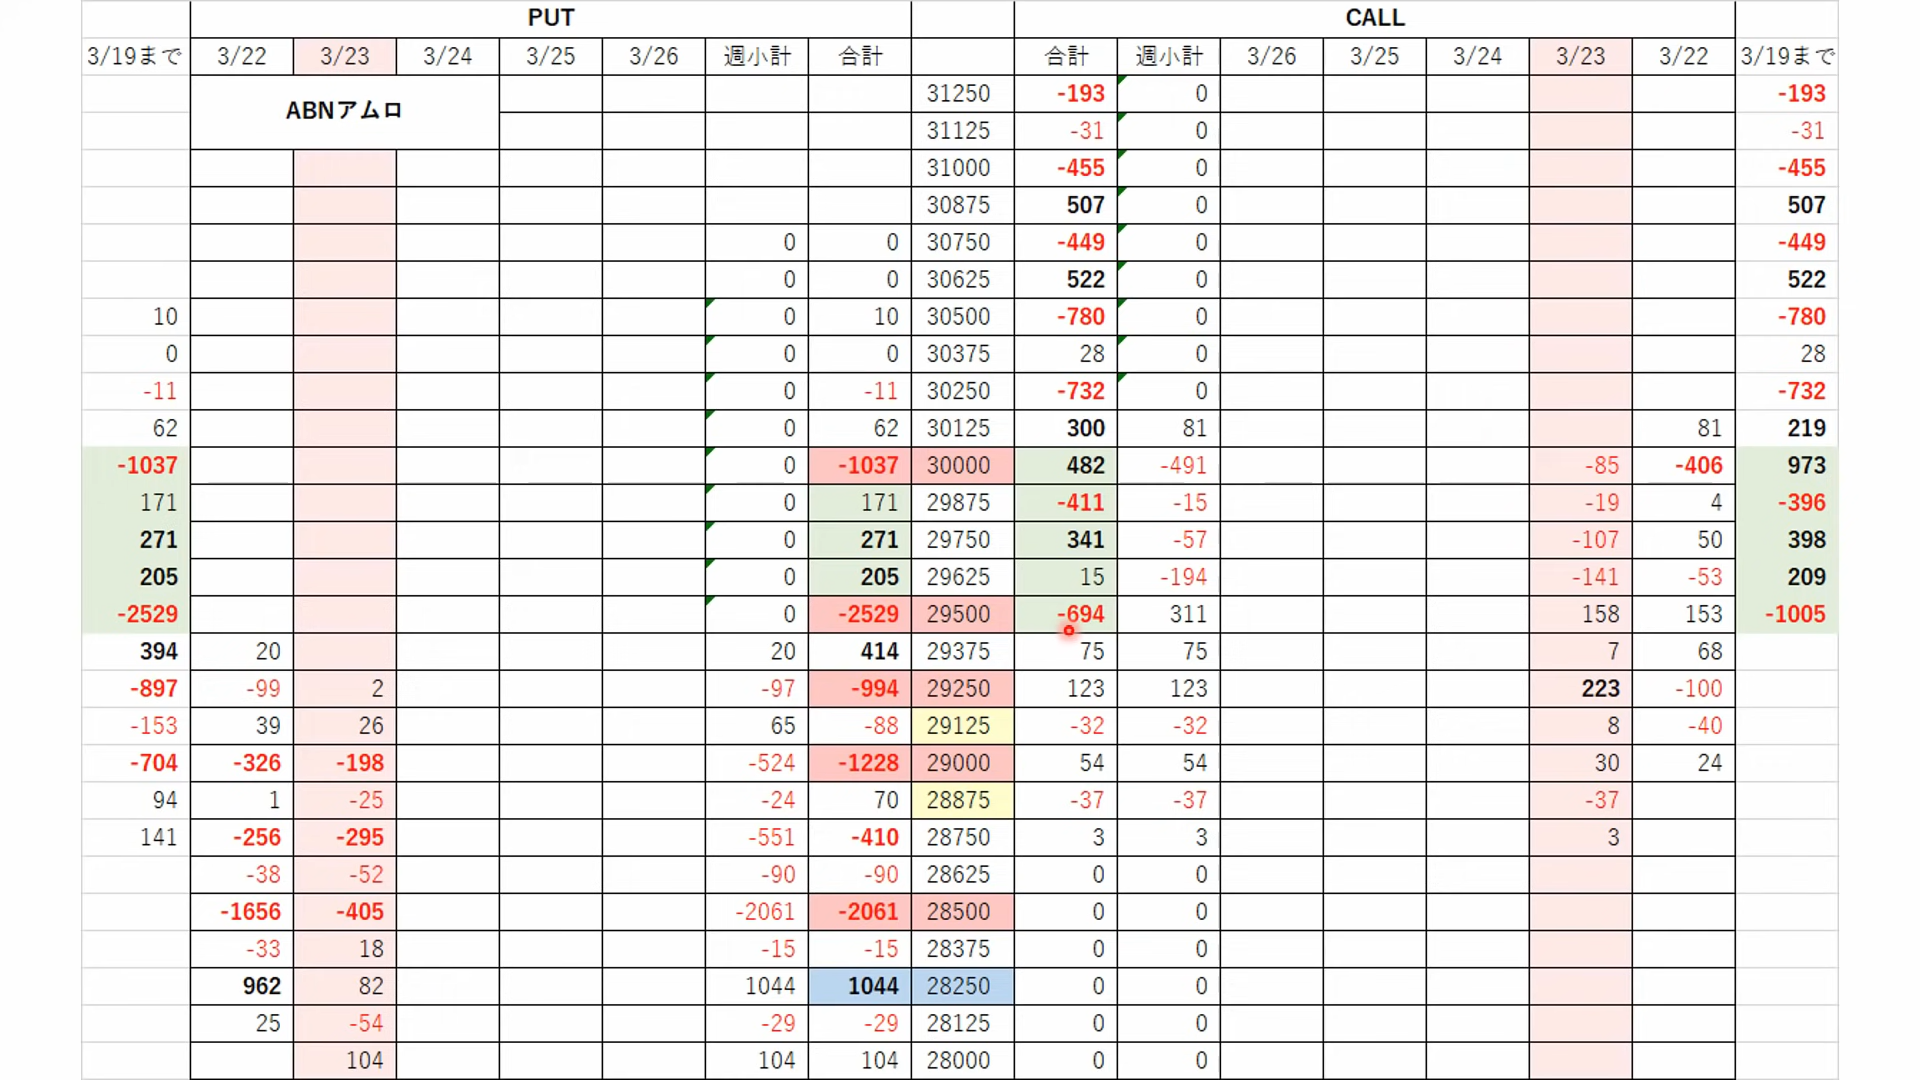 PUT CALL
3/19まで 3/22 3/23 3/24 3/25 3/26 週小計 合計 合計 週小計 3/26 3/25 3/24 3/23 3/22 3/19まで
ABNアムロ
31250 -193 0 -193
31125 -31 0 -31
31000 -455 0 -455
30875 507 0 507
0 0 30750 -449 0 -449
0 0 30625 522 0 522
10 0 10 30500 -780 0 -780
0 0 0 30375 28 0 28
-11 0 -11 30250 -732 0 -732
62 0 62 30125 300 81 81 219
-1037 0 -1037 30000 482 -491 -85 -406 973
171 0 171 29875 -411 -15 -19 4 -396
271 0 271 29750 341 -57 -107 50 398
205 0 205 29625 15 -194 -141 -53 209
-2529 0 -2529 29500 -694 311 158 153 -1005
394 20 20 414 29375 75 75 7 68
-897 -99 2 -97 -994 29250 123 123 223 -100
-153 39 26 65 -88 29125 -32 -32 8 -40
-704 -326 -198 -524 -1228 29000 54 54 30 24
94 1 -25 -24 70 28875 -37 -37 -37
141 -256 -295 -551 -410 28750 3 3 3
-38 -52 -90 -90 28625 0 0
-1656 -405 -2061 -2061 28500 0 0
-33 18 -15 -15 28375 0 0
962 82 1044 1044 28250 0 0
25 -54 -29 -29 28125 0 0
104 104 104 28000 0 0